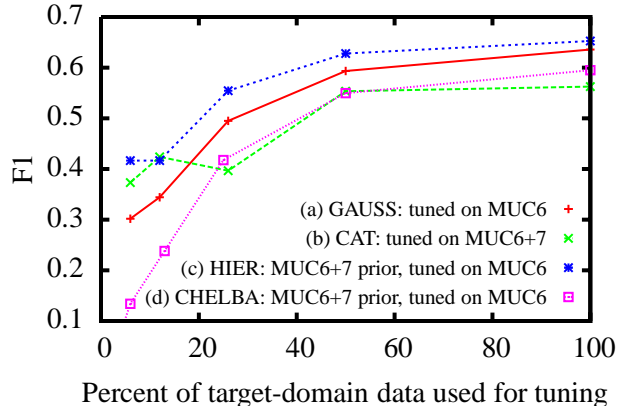 0.7
0.6
0.5
0.4
0.3
0.2
0.1
F1
(a) GAUSS: tuned on MUC6
(b) CAT: tuned on MUC6+7
(c) HIER: MUC6+7 prior, tuned on MUC6
(d) CHELBA: MUC6+7 prior, tuned on MUC6
0 20 40 60 80 100
Percent of target-domain data used for tuning